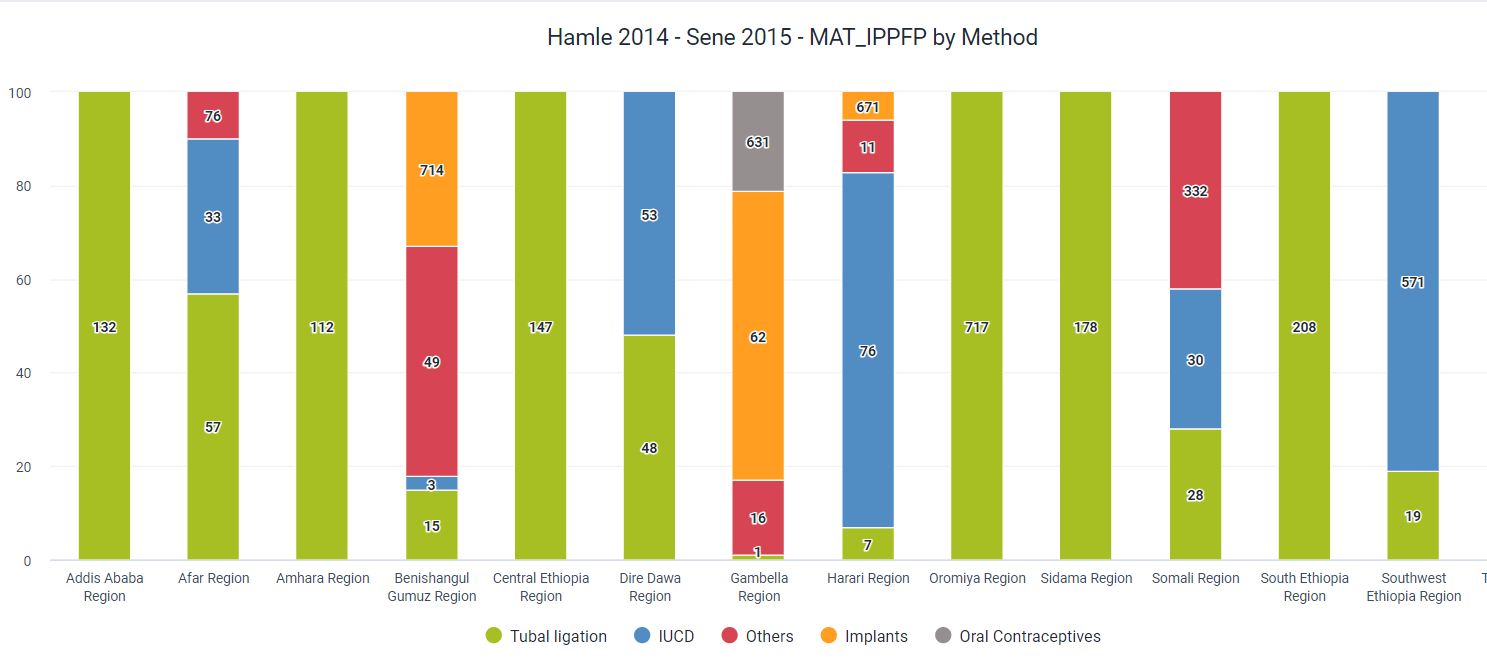 Hamle 2014 - Sene 2015 - MAT_IPPFP by Method
100
80
60
40
20
0
132
76
33
57
112
714
49
3
15
147
53
48
631
62
16
1
671
11
76
7
717
178
332
30
28
208
571
19
Addis Ababa
Region
Afar Region
Amhara Region
Benishangul
Gumuz Region
Central Ethiopia
Region
Dire Dawa
Region
Gambella
Region
Harari Region
Oromiya Region
Sidama Region
Somali Region
South Ethiopia
Region
Southwest
Ethiopia Region
Tubal ligation
IUCD
Others
Implants
Oral Contraceptives